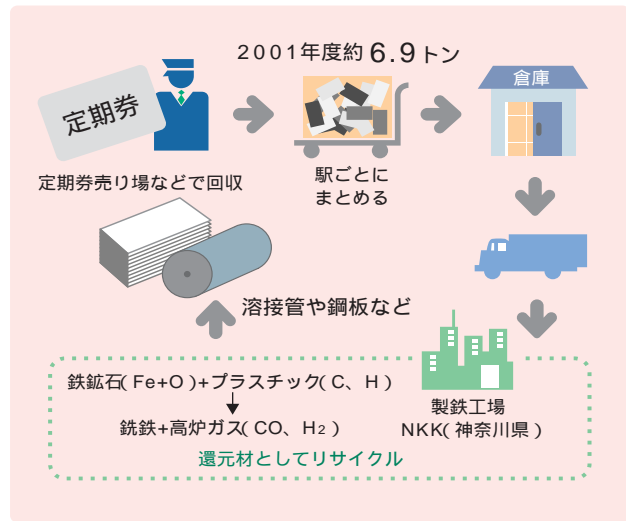 2001年度約6.9トン
定期券
倉庫
定期券売り場などで回収
駅ごとに
まとめる
溶接管や鋼板など
鉄鉱石(Fe+O)+プラスチック(C、H)
銑鉄+高炉ガス(CO、H2)
還元材としてリサイクル
製鉄工場
NKK(神奈川県)